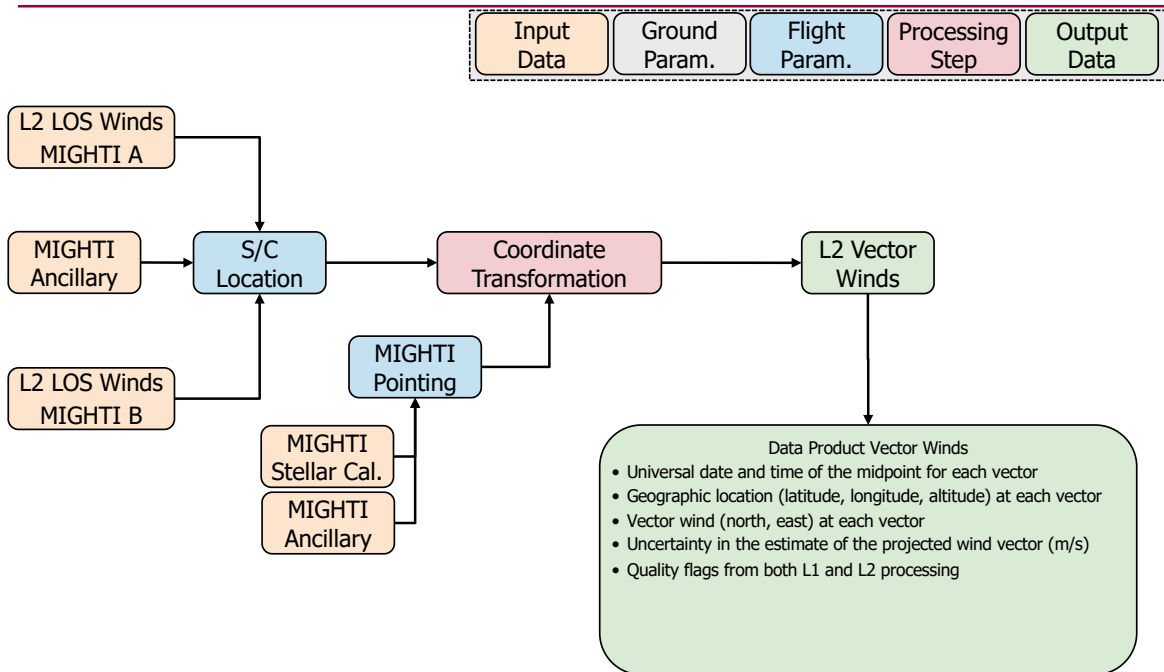 Input
Data
Ground
Param.
Flight
Param.
Processing
Step
Output
Data
L2 LOS Winds
MIGHTI A
MIGHTI
Ancillary
S/C
Location
Coordinate
Transformation
L2 Vector
Winds
L2 LOS Winds
MIGHTI B
MIGHTI
Pointing
MIGHTI
Stellar Cal.
MIGHTI
Ancillary
Data Product Vector Winds
• Universal date and time of the midpoint for each vector
• Geographic location (latitude, longitude, altitude) at each vector
• Vector wind (north, east) at each vector
• Uncertainty in the estimate of the projected wind vector (m/s)
• Quality flags from both L1 and L2 processing